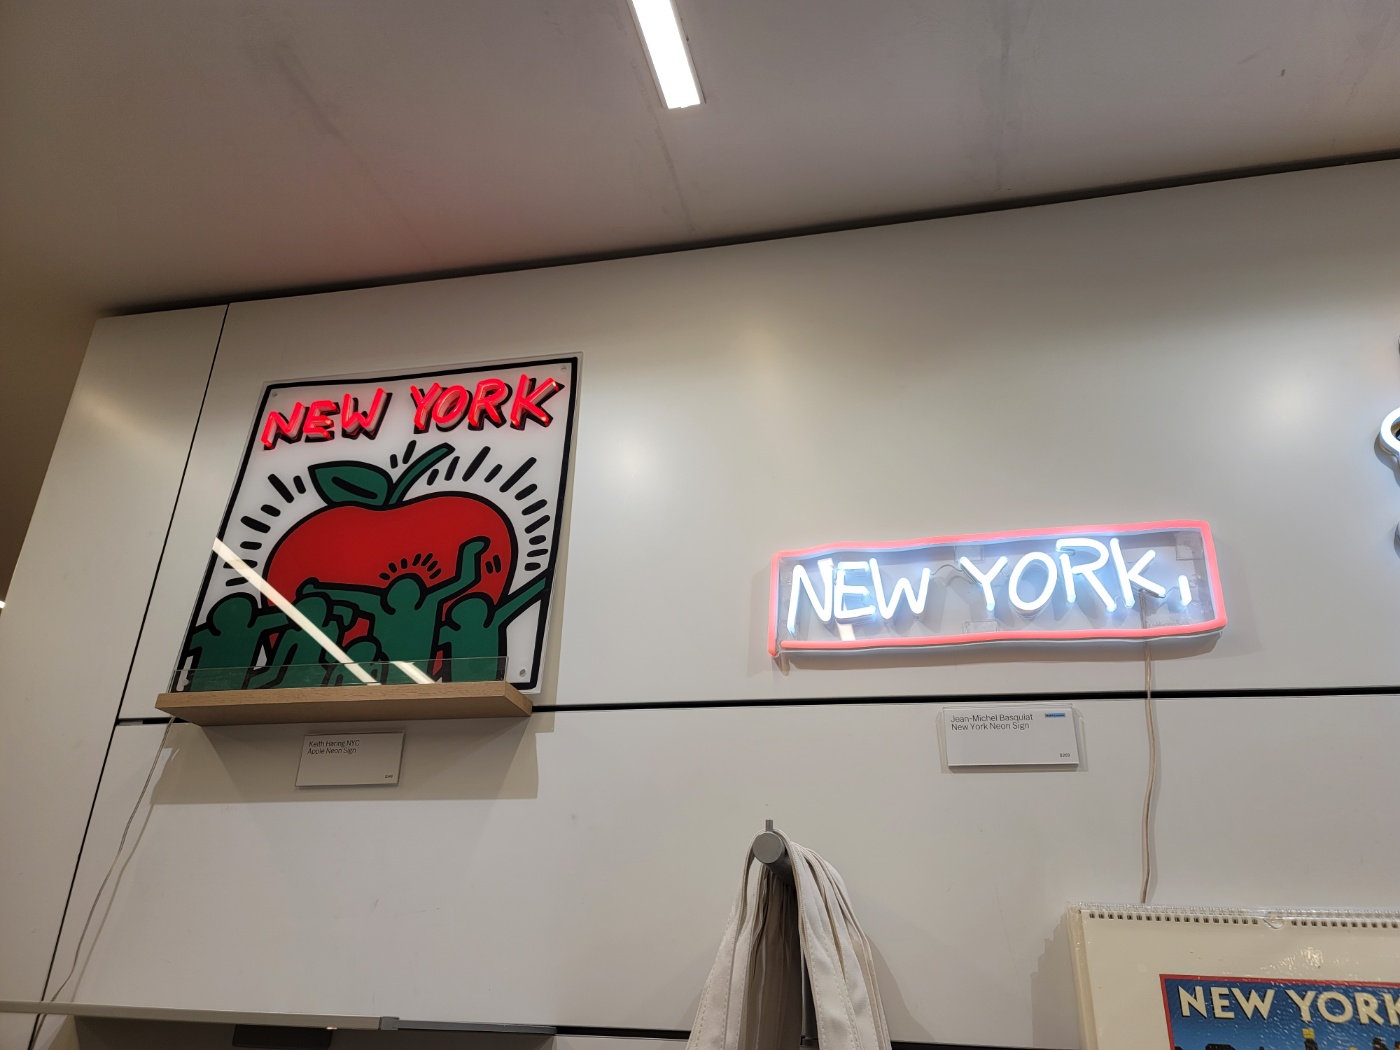 NEW YORK
NEW YORK,
Keith Haring NYC
Apple Neon Sign
Jean-Michel Basquiat
New York Neon Sign
NEW YORK